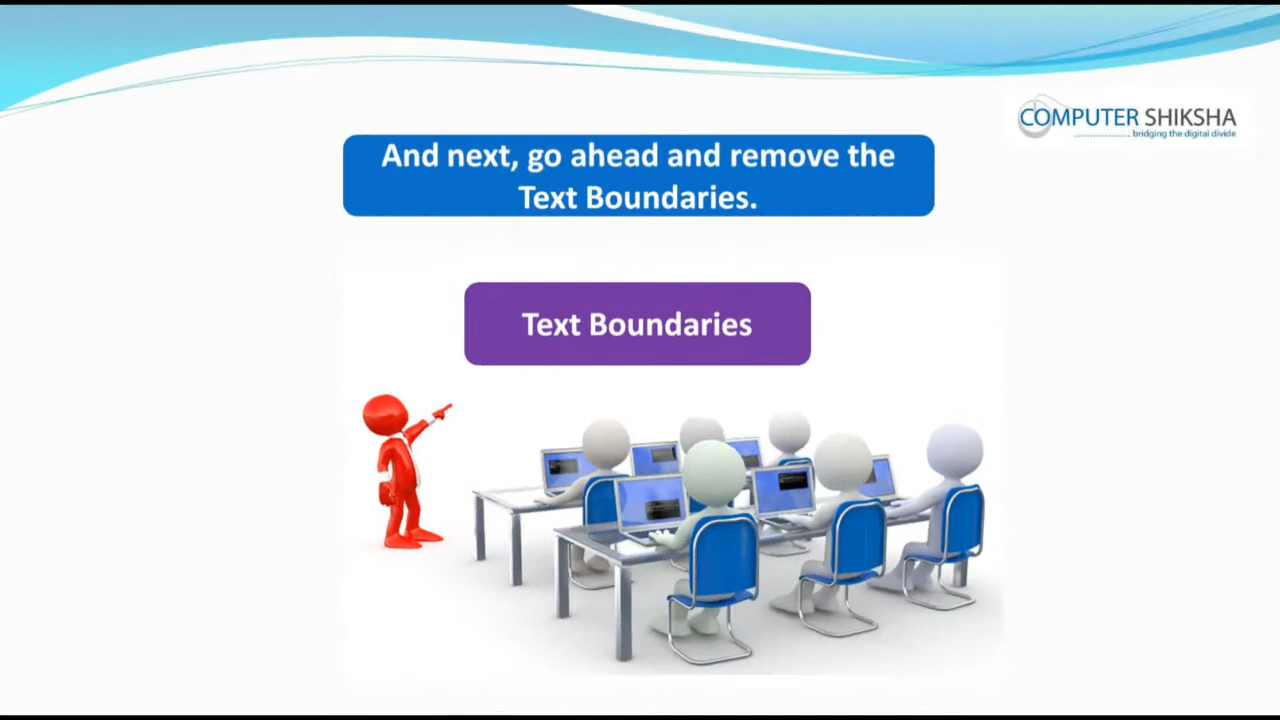 COMPUTER SHIKSHA
bridging the digital divide
And next, go ahead and remove the
Text Boundaries.
Text Boundaries